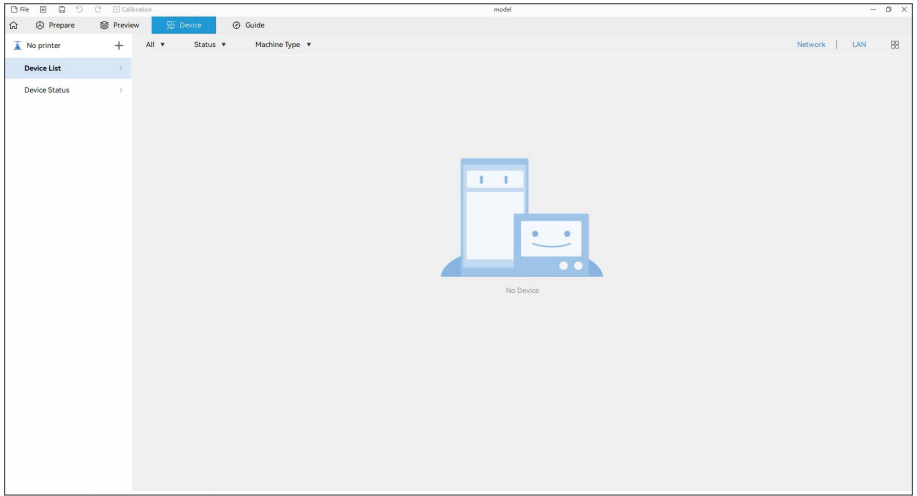 File Calibration model
Prepare Preview Device Guide
No printer All Status Machine Type Network LAN
Device List
Device Status
No Device